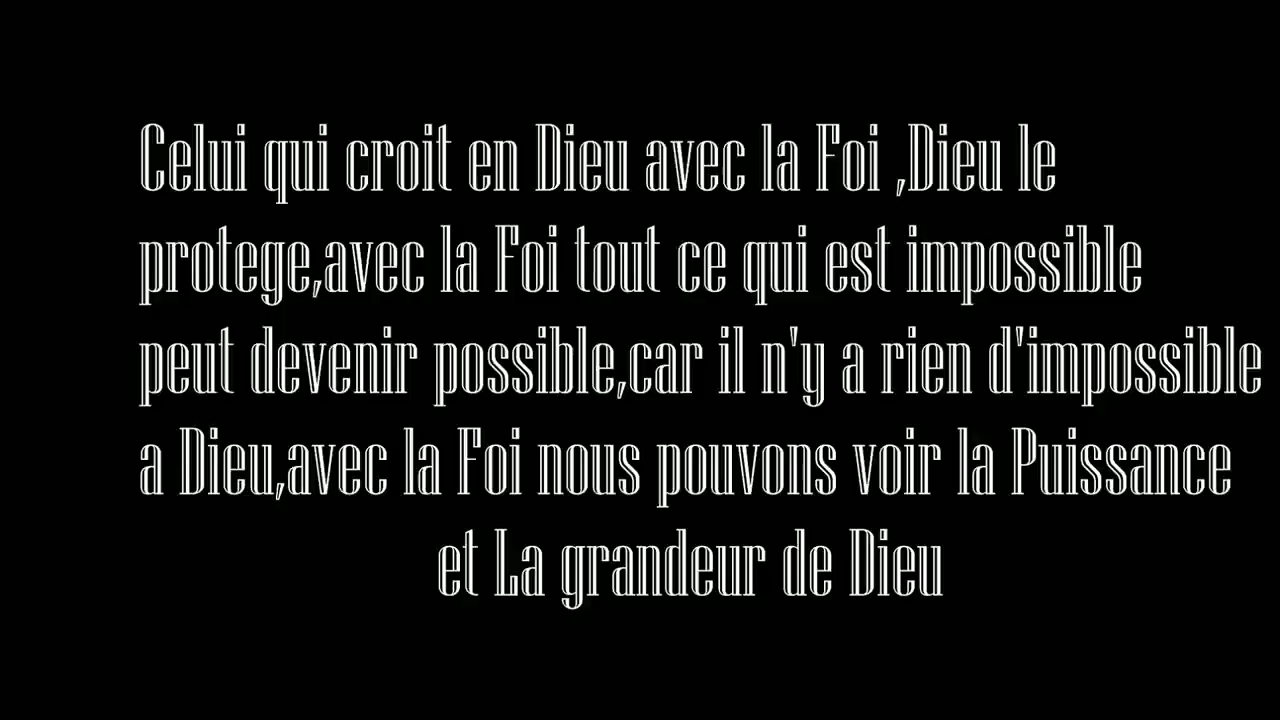 Celui qui croit en Dieu avec la Foi ,Dieu le
protege,avec la Foi tout ce qui est impossible
peut devenir possible,car il n'y a rien d'impossible
a Dieu,avec la Foi nous pouvons voir la Puissance
et La grandeur de Dieu